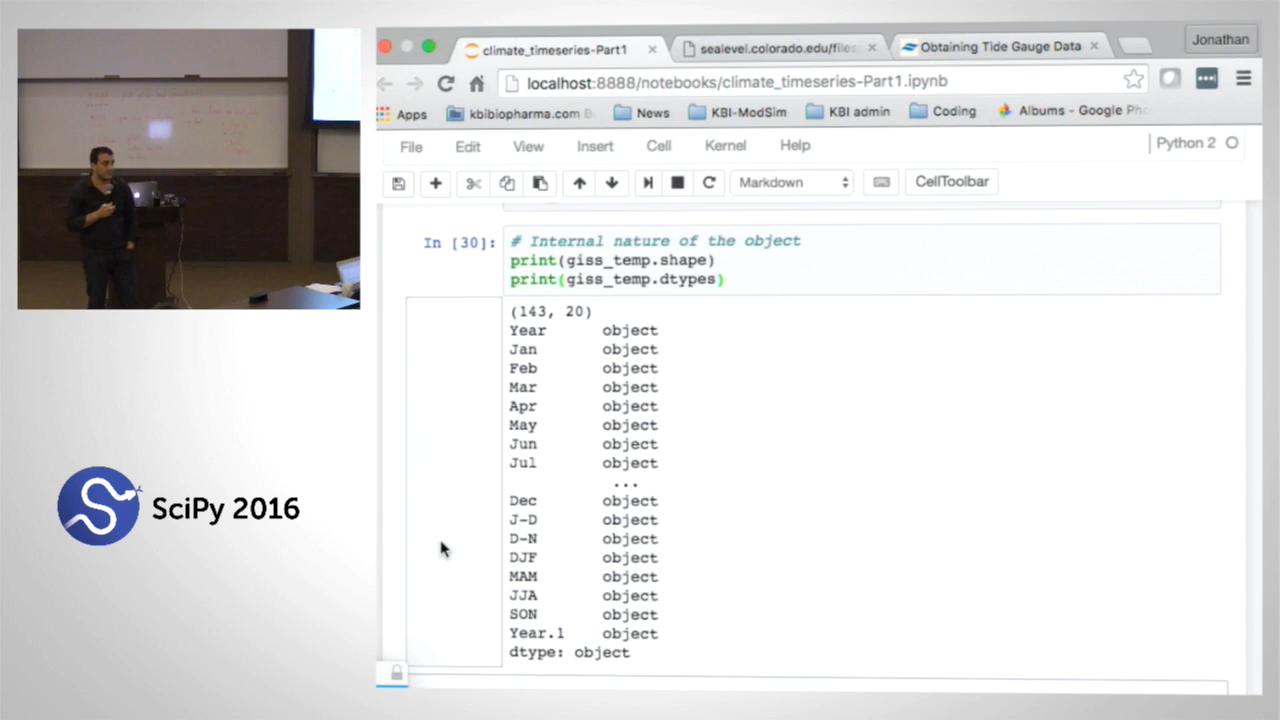 climate_timeseries-Part1
sealevel.colorado.edu/files
Obtaining Tide Gauge Data
Jonathan
localhost:8888/notebooks/climate_timeseries-Part1.ipynb
Apps
kbibiopharma.com
News
KBI-ModSim
KBI admin
Coding
Albums - Google Pho
File
Edit
View
Insert
Cell
Kernel
Help
Python 2
Markdown
CellToolbar
In [30]:
# Internal nature of the object
print(giss_temp.shape)
print(giss_temp.dtypes)
(143, 20)
Year object
Jan object
Feb object
Mar object
Apr object
May object
Jun object
Jul object
...
Dec object
J-D object
D-N object
DJF object
MAM object
JJA object
SON object
Year.1 object
dtype: object
SciPy 2016